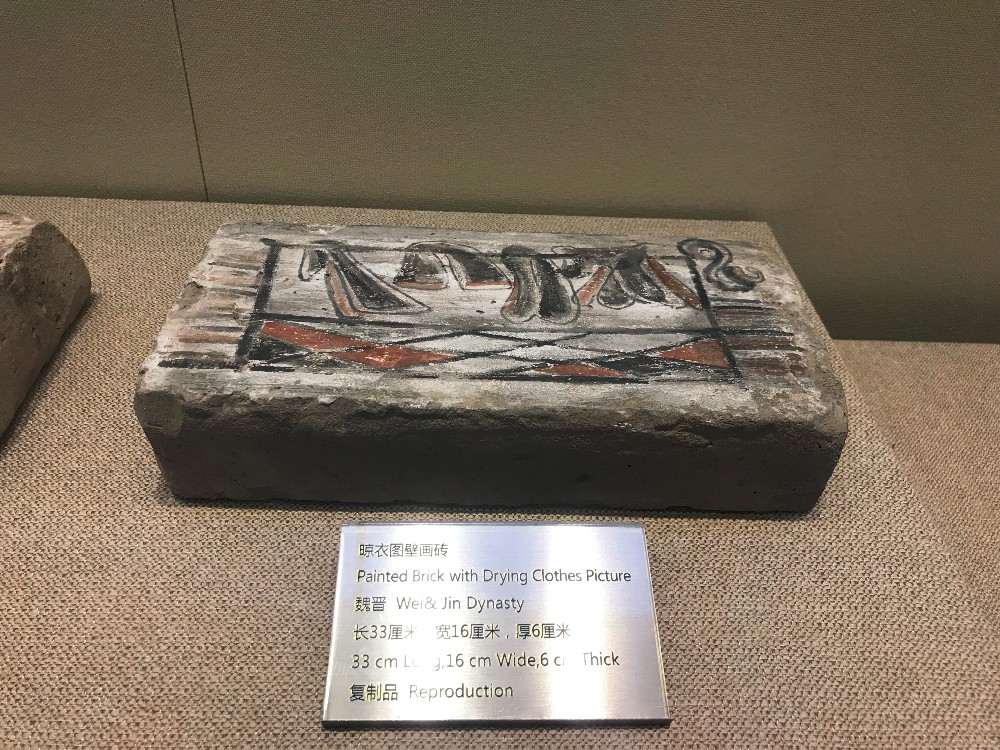 晾衣图壁画砖
Painted Brick with Drying Clothes Picture
魏晋 Wei& Jin Dynasty
长33厘米，宽16厘米，厚6厘米
33 cm Long,16 cm Wide,6 cm Thick
复制品 Reproduction